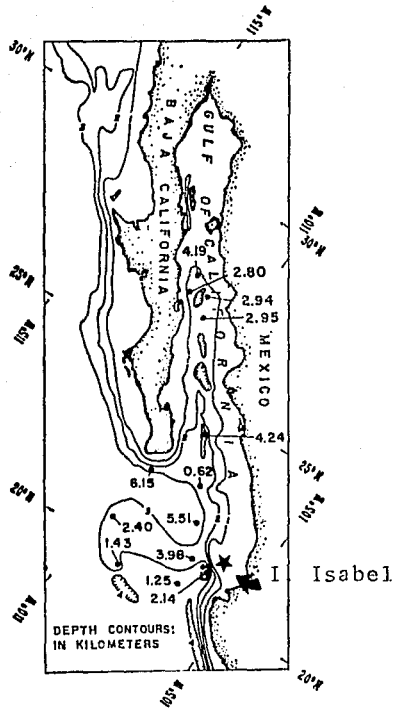 115°W
30°N
BAJA CALIFORNIA
GULF OF CALIFORNIA
110°W
30°N
4.19
2.80
2.94
2.95
25°N
115°W
MEXICO
4.24
25°N
6.15
0.62
105°W
20°N
5.51
2.40
1.43
3.98
I Isabel
1.25
2.14
110°W
DEPTH CONTOURS:
IN KILOMETERS
20°N
105°W